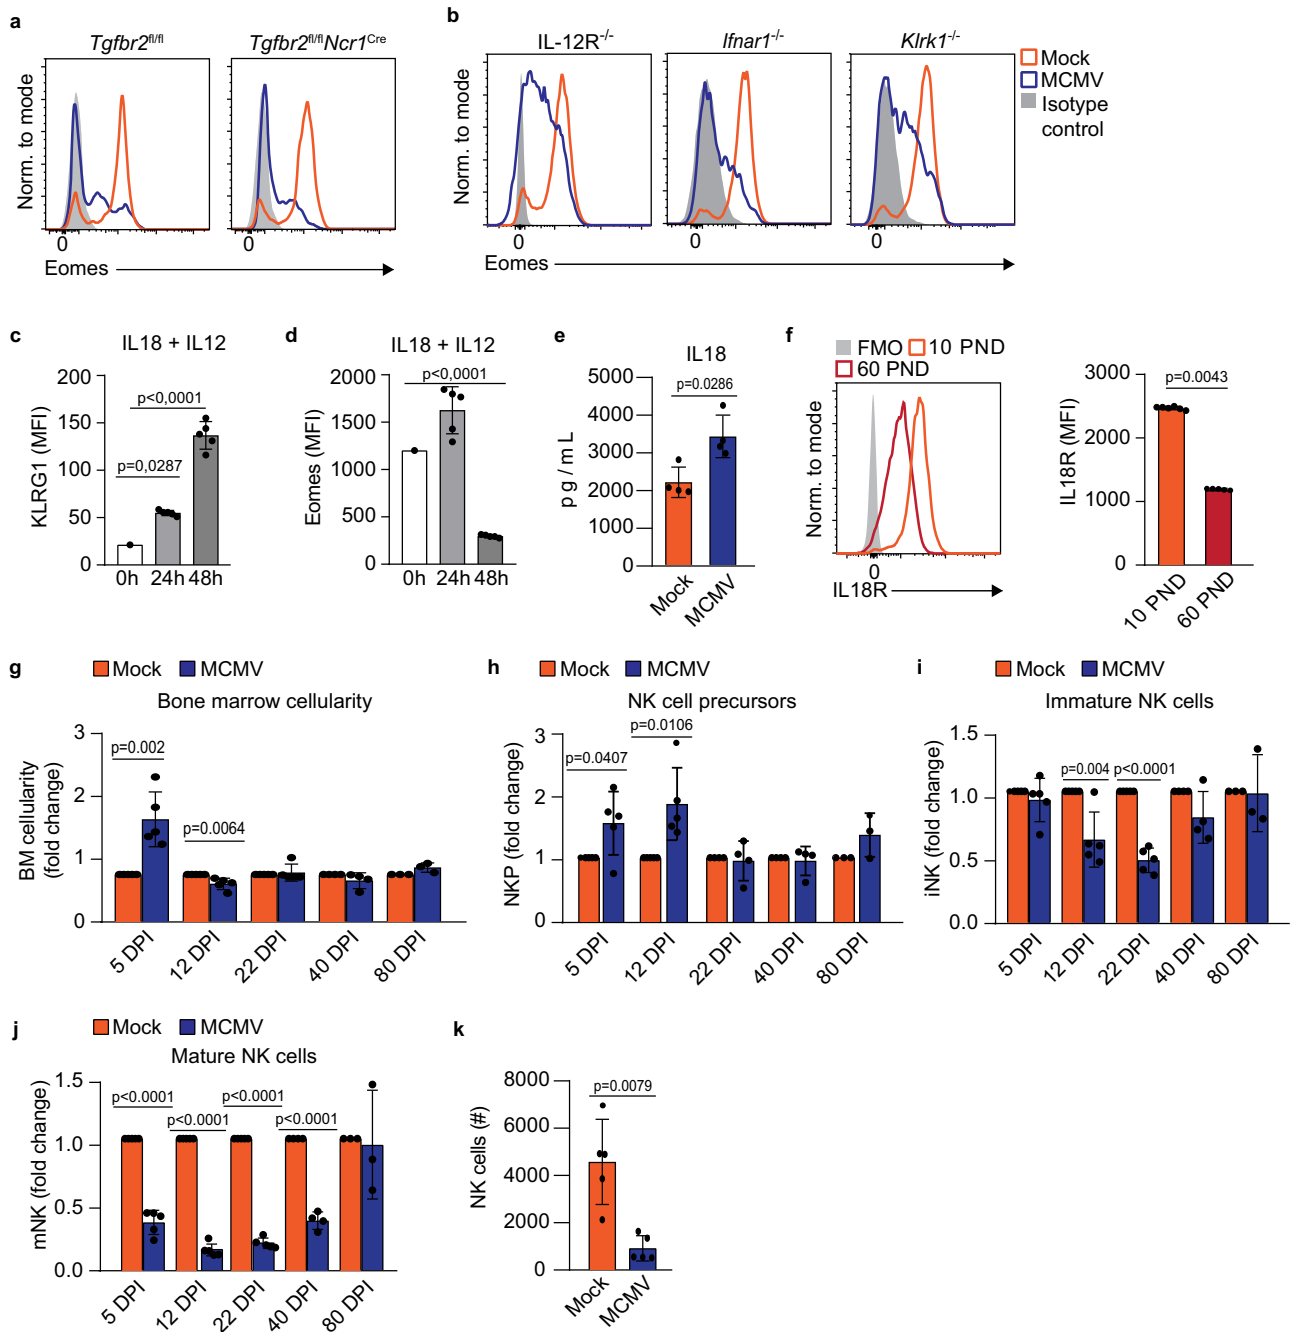 a
Tgfbr2fl/fl
Tgfbr2fl/fl Ncr1Cre
Norm. to mode
0
0
Eomes
b
IL-12R-/-
Ifnar1-/-
Klrk1-/-
Mock
MCMV
Isotype
control
Norm. to mode
0
0
0
Eomes
c
IL18 + IL12
KLRG1 (MFI)
200
150
100
50
0
p<,0001
p=,0287
0h
24h
48h
d
IL18 + IL12
Eomes (MFI)
2000
1500
1000
500
0
p<,0001
0h
24h
48h
e
IL18
pg/mL
5000
4000
3000
2000
1000
0
p=0.0286
Mock
MCMV
f
FMO
10 PND
60 PND
Norm. to mode
0
IL18R
IL18R (MFI)
3000
2000
1000
0
p=0.0043
10 PND
60 PND
g
Mock
MCMV
Bone marrow cellularity
BM cellularity
(fold change)
3
2
1
0
p=0.002
p=0.0064
5 DPI
12 DPI
22 DPI
40 DPI
80 DPI
h
Mock
MCMV
NK cell precursors
NKP (fold change)
3
2
1
0
p=0.0407
p=0.0106
5 DPI
12 DPI
22 DPI
40 DPI
80 DPI
i
Mock
MCMV
Immature NK cells
iNK (fold change)
1.5
1.0
0.5
0.0
p=0.004
p<0.0001
5 DPI
12 DPI
22 DPI
40 DPI
80 DPI
j
Mock
MCMV
Mature NK cells
mNK (fold change)
1.5
1.0
0.5
0.0
p<0.0001
p<0.0001
p<0.0001
p<0.0001
5 DPI
12 DPI
22 DPI
40 DPI
80 DPI
k
NK cells (#)
8000
6000
4000
2000
0
p=0.0079
Mock
MCMV